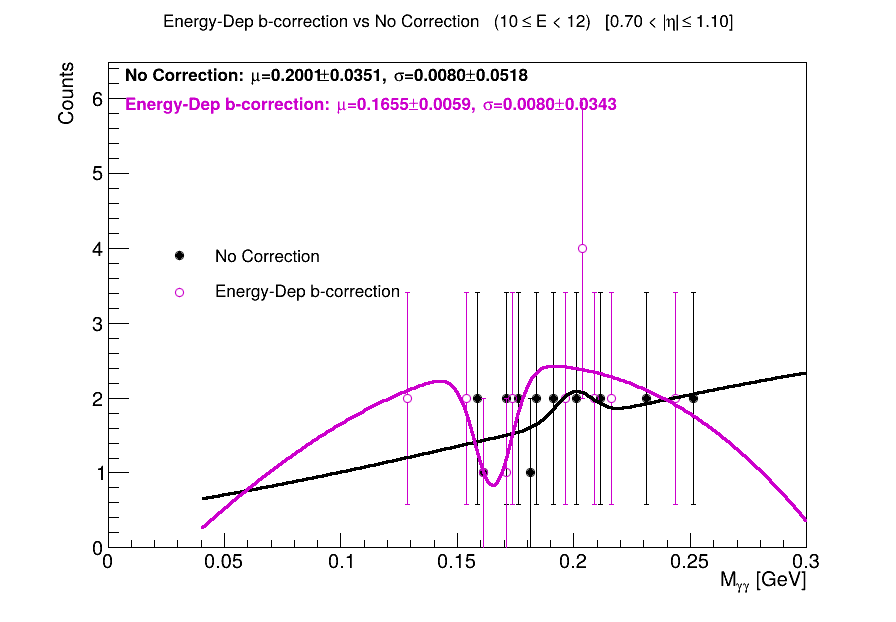 Energy-Dep b-correction vs No Correction (10 ≤ E < 12) [0.70 < |η| ≤ 1.10]
No Correction: μ=0.2001±0.0351, σ=0.0080±0.0518
Energy-Dep b-correction: μ=0.1655±0.0059, σ=0.0080±0.0343
Counts
6
5
4
3
2
1
0
No Correction
Energy-Dep b-correction
0 0.05 0.1 0.15 0.2 0.25 0.3
Mγγ [GeV]